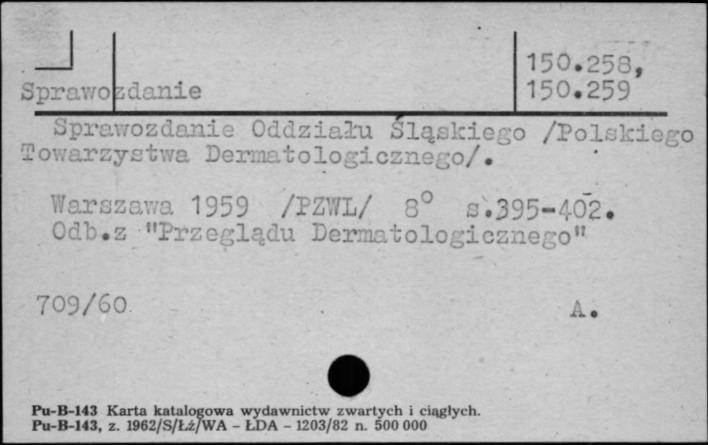 150.258,
Sprawozdanie 150.259
Sprawozdanie Oddziału Śląskiego /Polskiego
Towarzystwa Dermatologicznego/.
Warszawa 1959 /PZWL/ 8° s.395-402.
Odb.z "Przeglądu Dermatologicznego"
709/60 A.
Pu-B-143 Karta katalogowa wydawnictw zwartych i ciągłych.
Pu-B-143, z. 1962/S/Łż/WA - ŁDA - 1203/82 n. 500 000